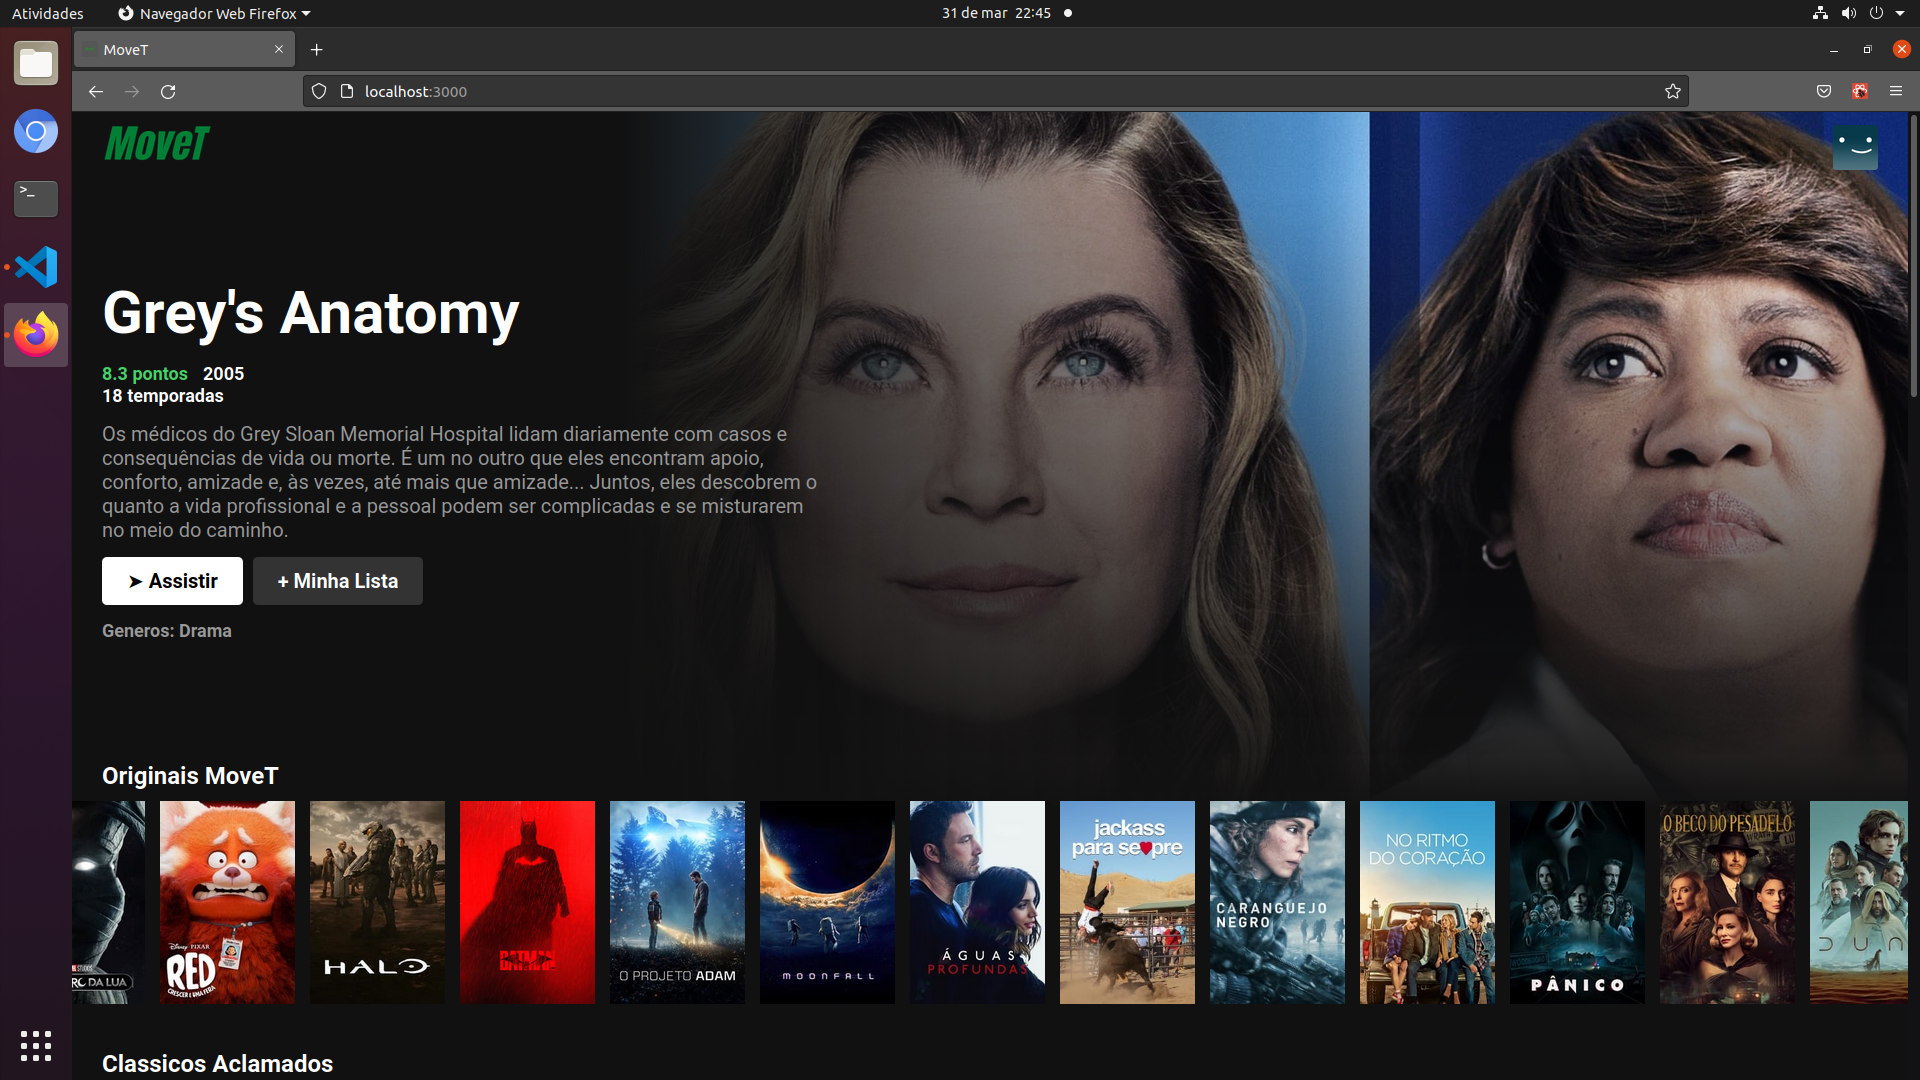 Atividades
Navegador Web Firefox
31 de mar 22:45
MoveT
localhost:3000
MoveT
Grey's Anatomy
8.3 pontos 2005
18 temporadas
Os médicos do Grey Sloan Memorial Hospital lidam diariamente com casos e
consequências de vida ou morte. É um no outro que eles encontram apoio,
conforto, amizade e, às vezes, até mais que amizade... Juntos, eles descobrem o
quanto a vida profissional e a pessoal podem ser complicadas e se misturarem
no meio do caminho.
➤ Assistir
+ Minha Lista
Generos: Drama
Originais MoveT
DA LUA
DISNEY PIXAR
RED
CRESCER É UMA FERA
HALO
BATMAN
O PROJETO ADAM
MOONFALL
ÁGUAS
PROFUNDAS
jackass
para sempre
CARANGUEJO
NEGRO
NO RITMO
DO CORAÇÃO
PÂNICO
O BECO DO PESADELO
DUN
Classicos Aclamados